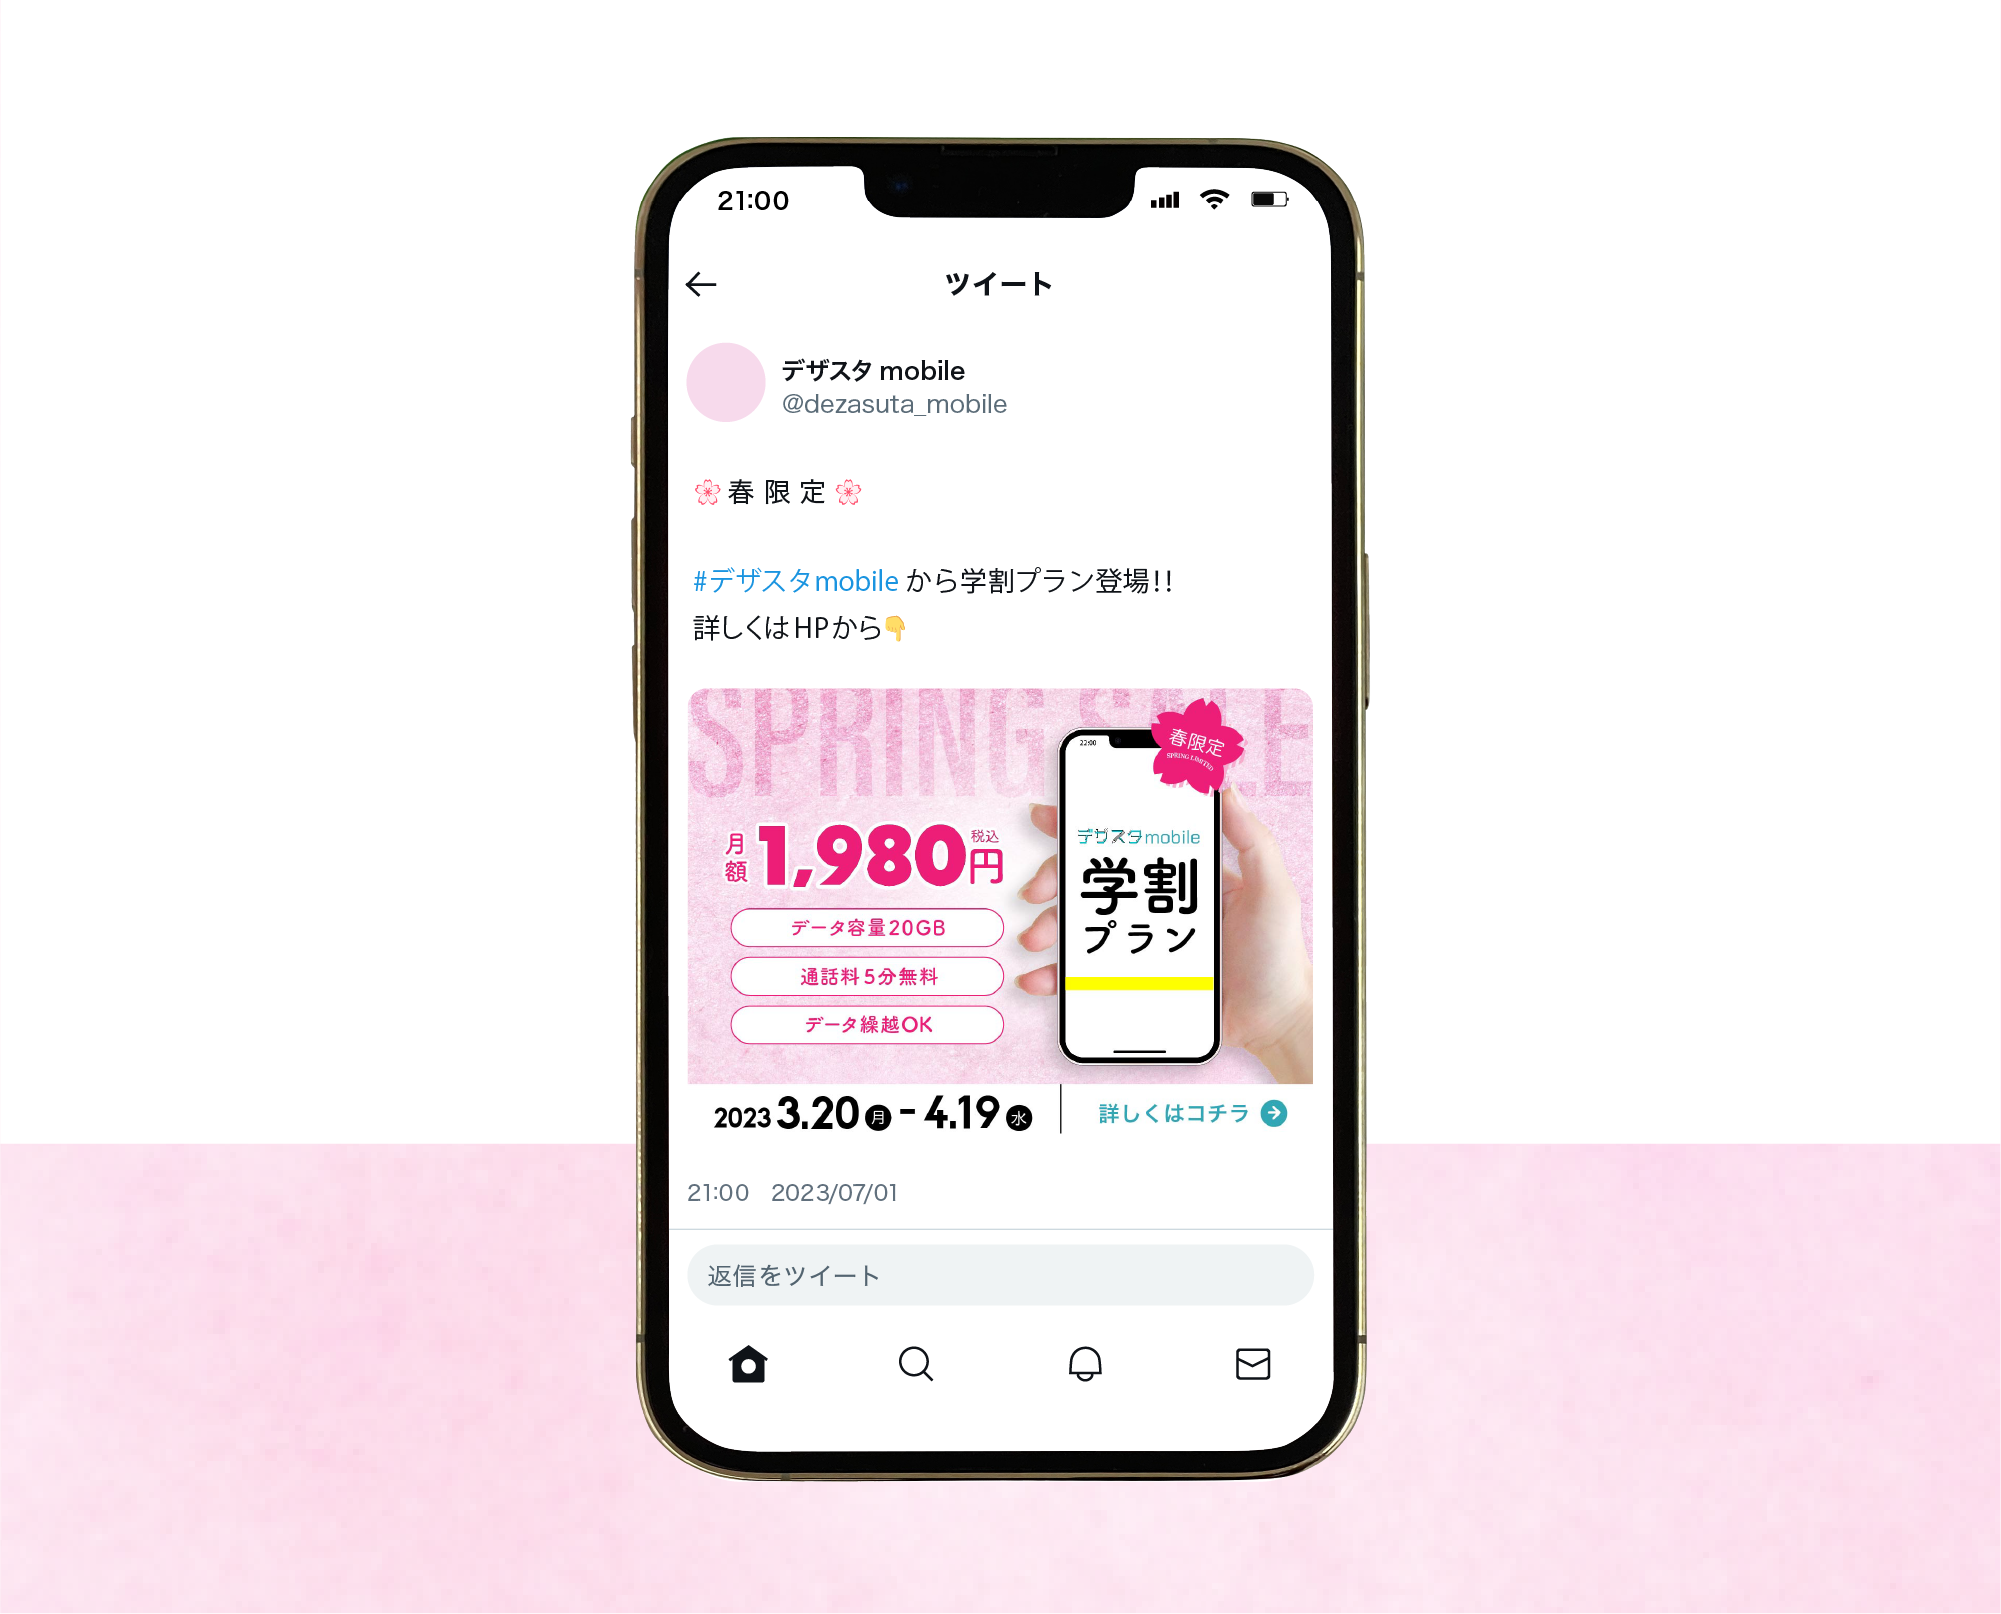 21:00
ツイート
デザスタ mobile
@dezasuta_mobile
🌸春限定🌸
#デザスタmobile から学割プラン登場!!
詳しくはHPから👇
SPRING SALE
春限定
SPRING LIMITED
22:00
月額1,980円税込
データ容量20GB
通話料5分無料
データ繰越OK
デザスタmobile
学割
プラン
2023 3.20月 - 4.19水
詳しくはコチラ
21:00 2023/07/01
返信をツイート